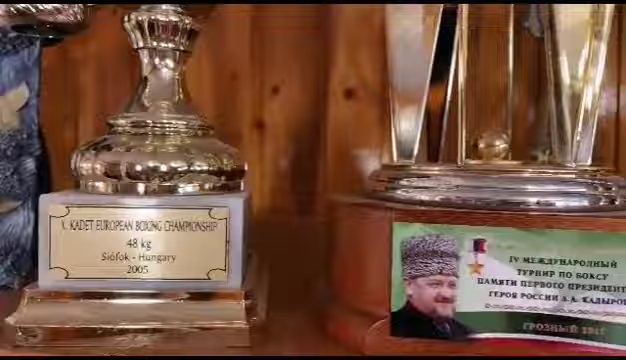 X. KADET EUROPEAN BOXING CHAMPIONSHIP
48 kg
Siófok - Hungary
2005
IV МЕЖДУНАРОДНЫЙ
ТУРНИР ПО БОКСУ
ПАМЯТИ ПЕРВОГО ПРЕЗИДЕНТ
ГЕРОЯ РОССИИ А.А. КАДЫРО
ГРОЗНЫЙ